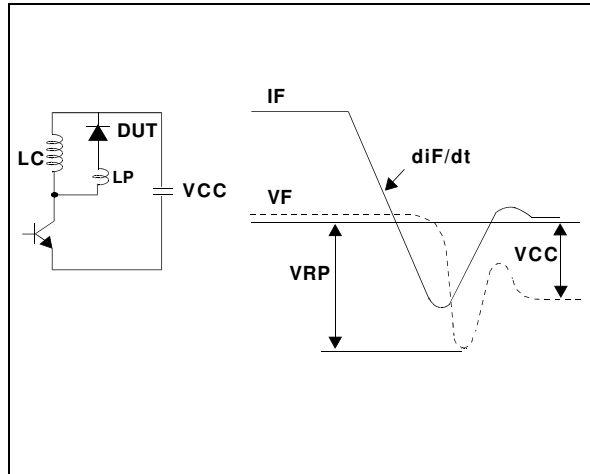 LC
DUT
LP
VCC
IF
diF/dt
VF
VRP
VCC